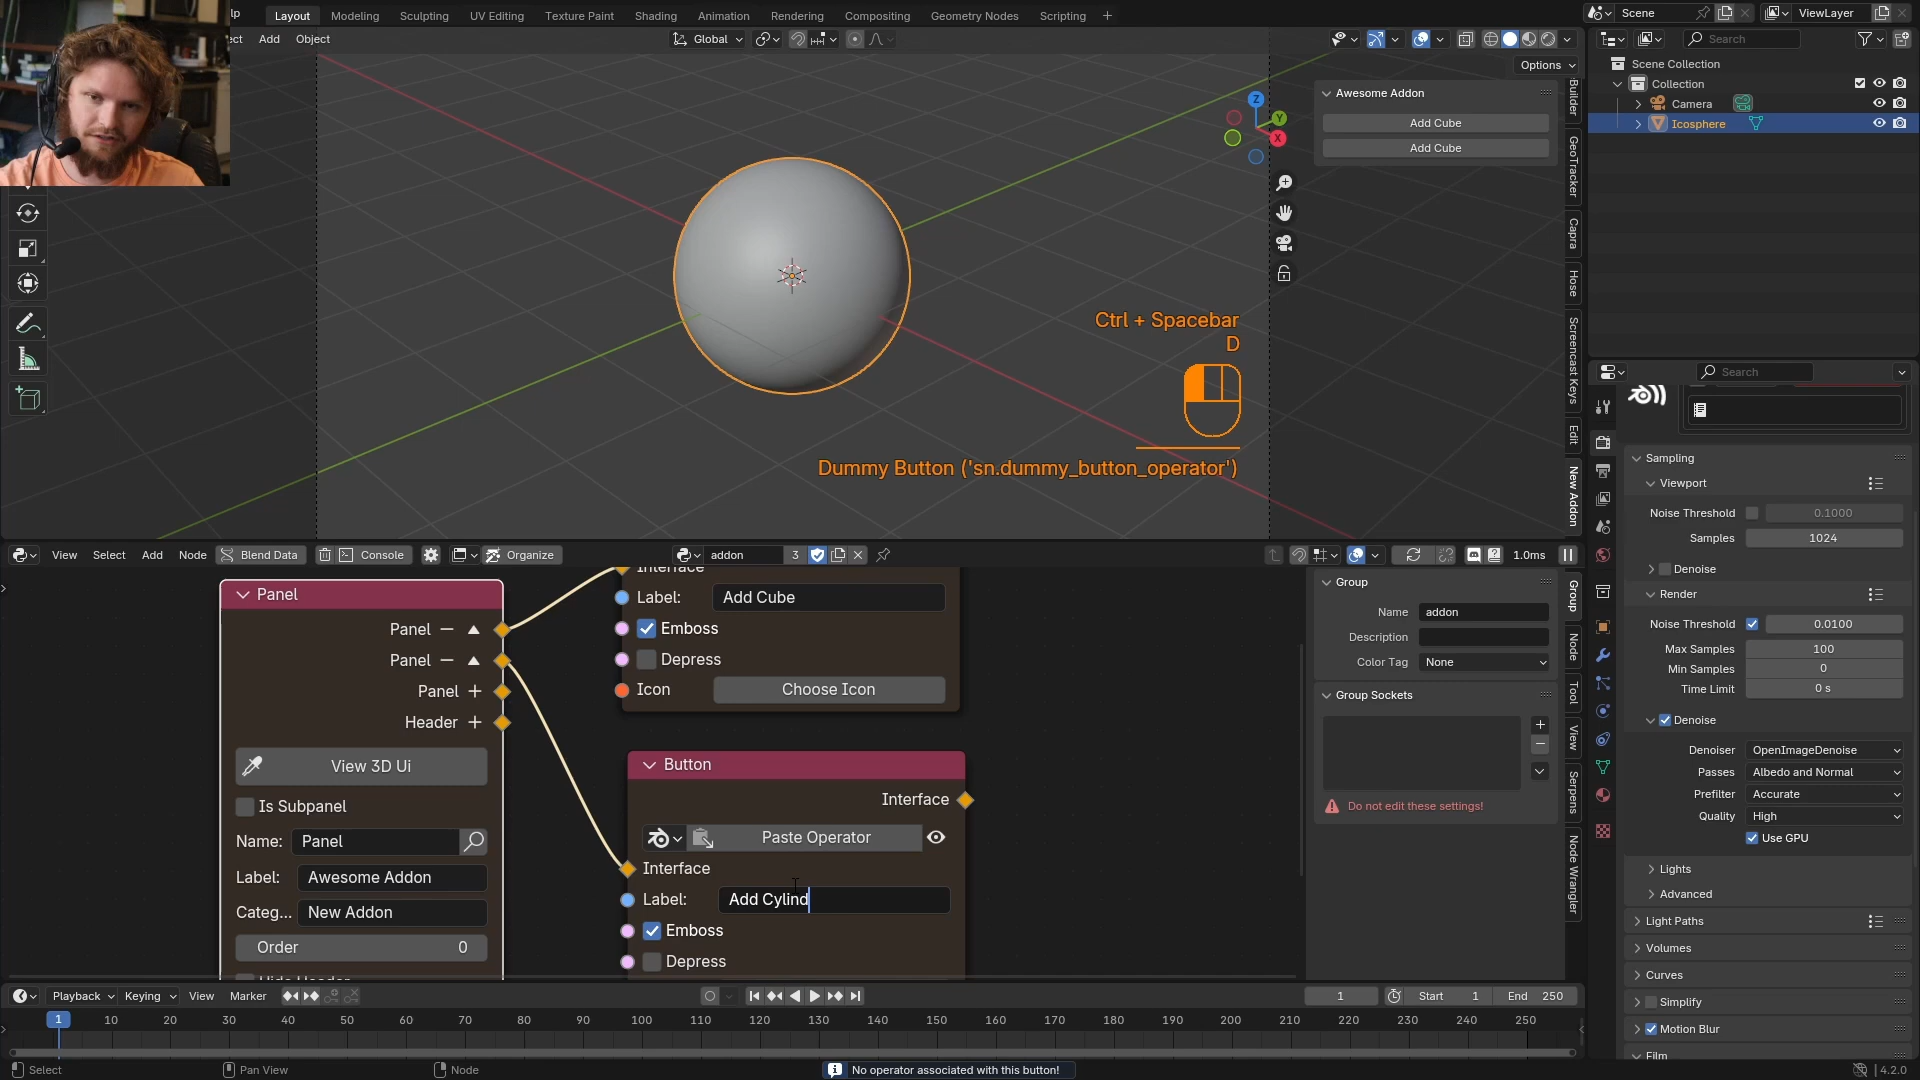 lp
Layout
Modeling
Sculpting
UV Editing
Texture Paint
Shading
Animation
Rendering
Compositing
Geometry Nodes
Scripting
+
Scene
ViewLayer
ect
Add
Object
Global
Options
Search
Scene Collection
Collection
Camera
Icosphere
Awesome Addon
Add Cube
Add Cube
Z
Y
X
Builder
GeoTracker
Capra
Hose
Screencast Keys
Edit
New Addon
Ctrl + Spacebar
D
Dummy Button ('sn.dummy_button_operator')
Search
Sampling
Viewport
Noise Threshold
0.1000
Samples
1024
Denoise
Render
Noise Threshold
0.0100
Max Samples
100
Min Samples
0
Time Limit
0 s
Denoise
Denoiser
OpenImageDenoise
Passes
Albedo and Normal
Prefilter
Accurate
Quality
High
Use GPU
Lights
Advanced
Light Paths
Volumes
Curves
Simplify
Motion Blur
Film
View
Select
Add
Node
Blend Data
Console
Organize
addon
3
1.0ms
Panel
Panel
Panel
Panel
Header
View 3D Ui
Is Subpanel
Name:
Panel
Label:
Awesome Addon
Categ...
New Addon
Order
0
Hide Header
Interface
Label:
Add Cube
Emboss
Depress
Icon
Choose Icon
Button
Interface
Paste Operator
Interface
Label:
Add Cylind
Emboss
Depress
Group
Name
addon
Description
Color Tag
None
Group Sockets
Do not edit these settings!
Group
Node
Tool
View
Serpens
Node Wrangler
Playback
Keying
View
Marker
1
Start
1
End
250
1
10
20
30
40
50
60
70
80
90
100
110
120
130
140
150
160
170
180
190
200
210
220
230
240
250
Select
Pan View
Node
No operator associated with this button!
4.2.0